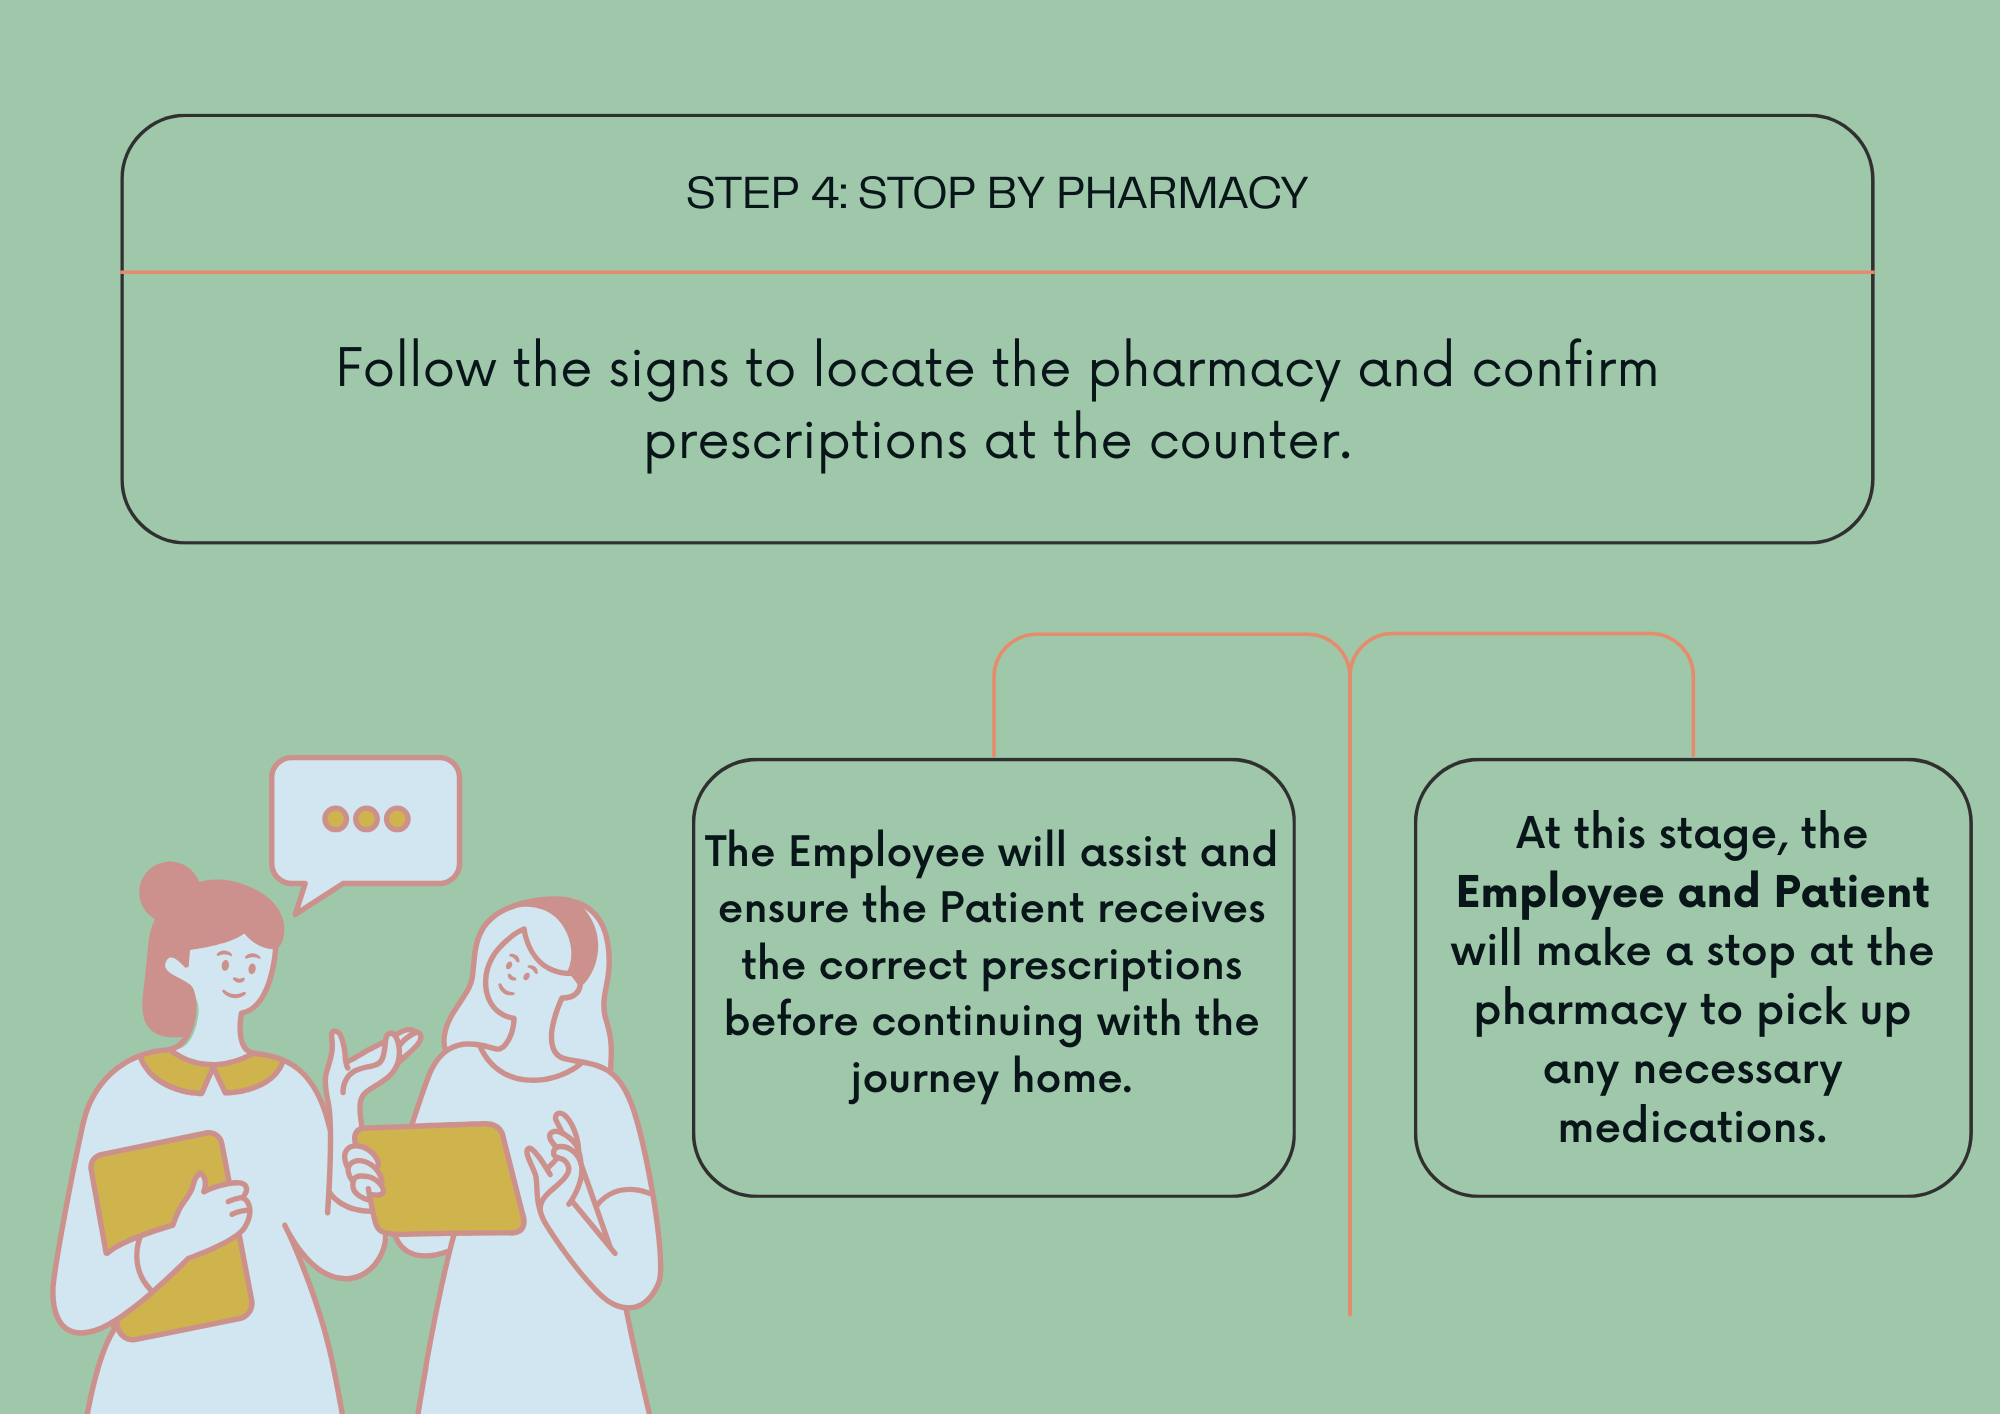 STEP 4: STOP BY PHARMACY
Follow the signs to locate the pharmacy and confirm
prescriptions at the counter.
The Employee will assist and
ensure the Patient receives
the correct prescriptions
before continuing with the
journey home.
At this stage, the
Employee and Patient
will make a stop at the
pharmacy to pick up
any necessary
medications.